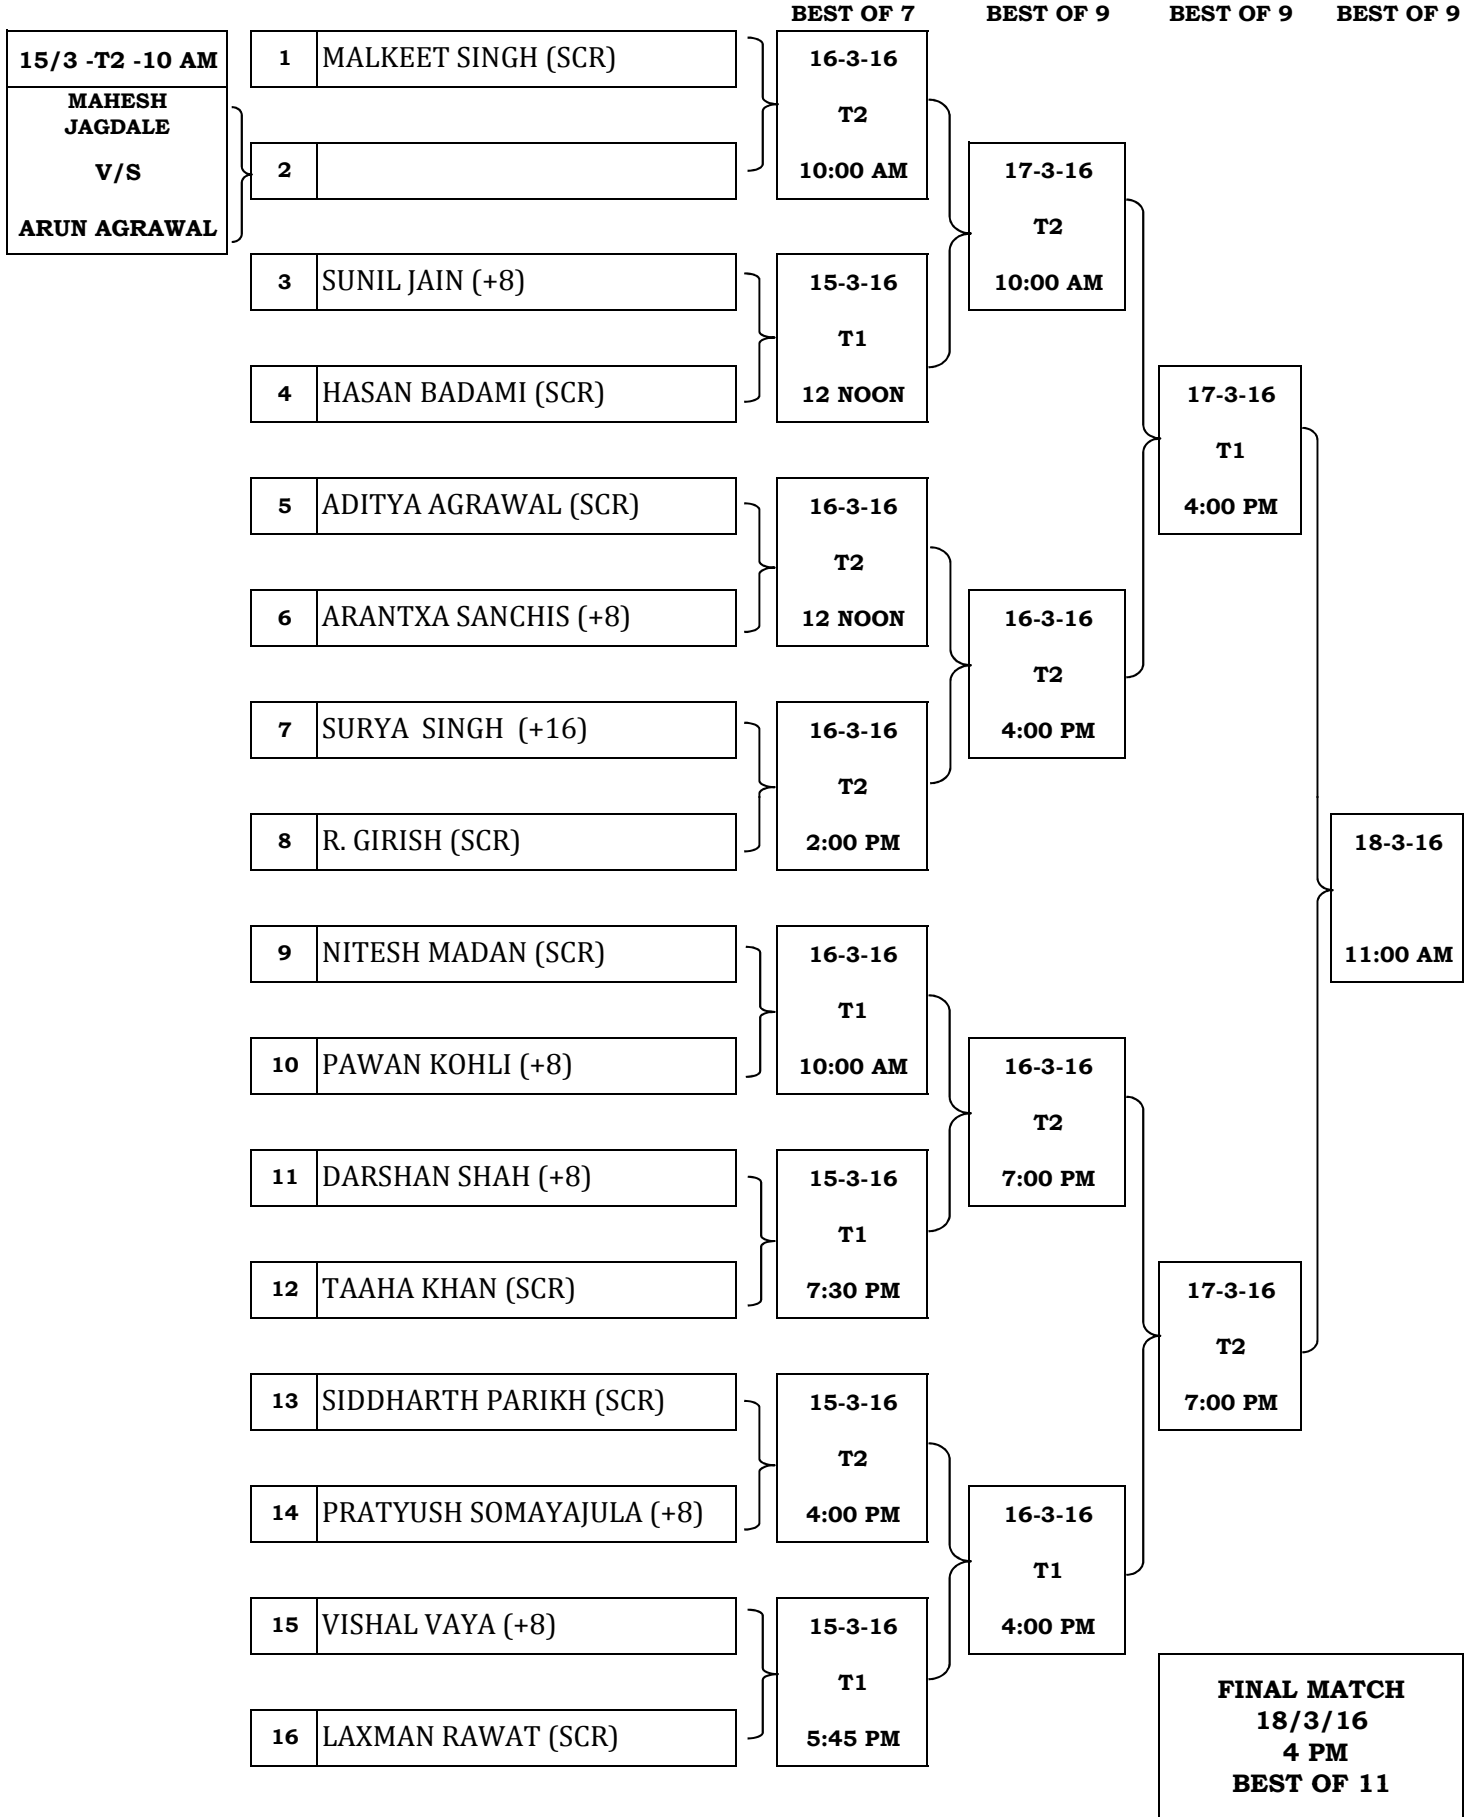 BEST OF 7 BEST OF 9 BEST OF 9 BEST OF 9
15/3 -T2 -10 AM
MAHESH
JAGDALE
V/S
ARUN AGRAWAL
1 MALKEET SINGH (SCR)
2
3 SUNIL JAIN (+8)
4 HASAN BADAMI (SCR)
5 ADITYA AGRAWAL (SCR)
6 ARANTXA SANCHIS (+8)
7 SURYA SINGH (+16)
8 R. GIRISH (SCR)
9 NITESH MADAN (SCR)
10 PAWAN KOHLI (+8)
11 DARSHAN SHAH (+8)
12 TAAHA KHAN (SCR)
13 SIDDHARTH PARIKH (SCR)
14 PRATYUSH SOMAYAJULA (+8)
15 VISHAL VAYA (+8)
16 LAXMAN RAWAT (SCR)
16-3-16
T2
10:00 AM
15-3-16
T1
12 NOON
16-3-16
T2
12 NOON
16-3-16
T2
2:00 PM
16-3-16
T1
10:00 AM
15-3-16
T1
7:30 PM
15-3-16
T2
4:00 PM
15-3-16
T1
5:45 PM
17-3-16
T2
10:00 AM
16-3-16
T2
4:00 PM
16-3-16
T2
7:00 PM
16-3-16
T1
4:00 PM
17-3-16
T1
4:00 PM
17-3-16
T2
7:00 PM
18-3-16
11:00 AM
FINAL MATCH
18/3/16
4 PM
BEST OF 11